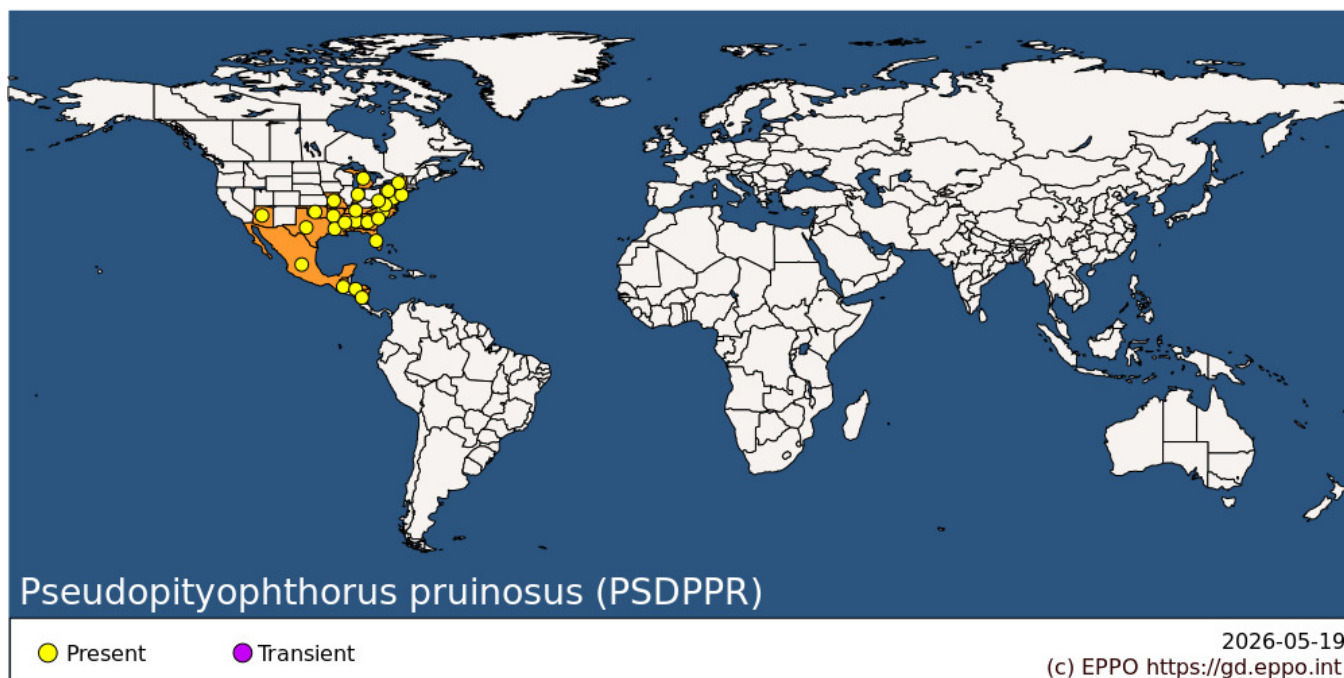 Pseudopityophthorus pruinosus (PSDPPR)
Present
Transient
2026-05-19
(c) EPPO https://gd.eppo.int